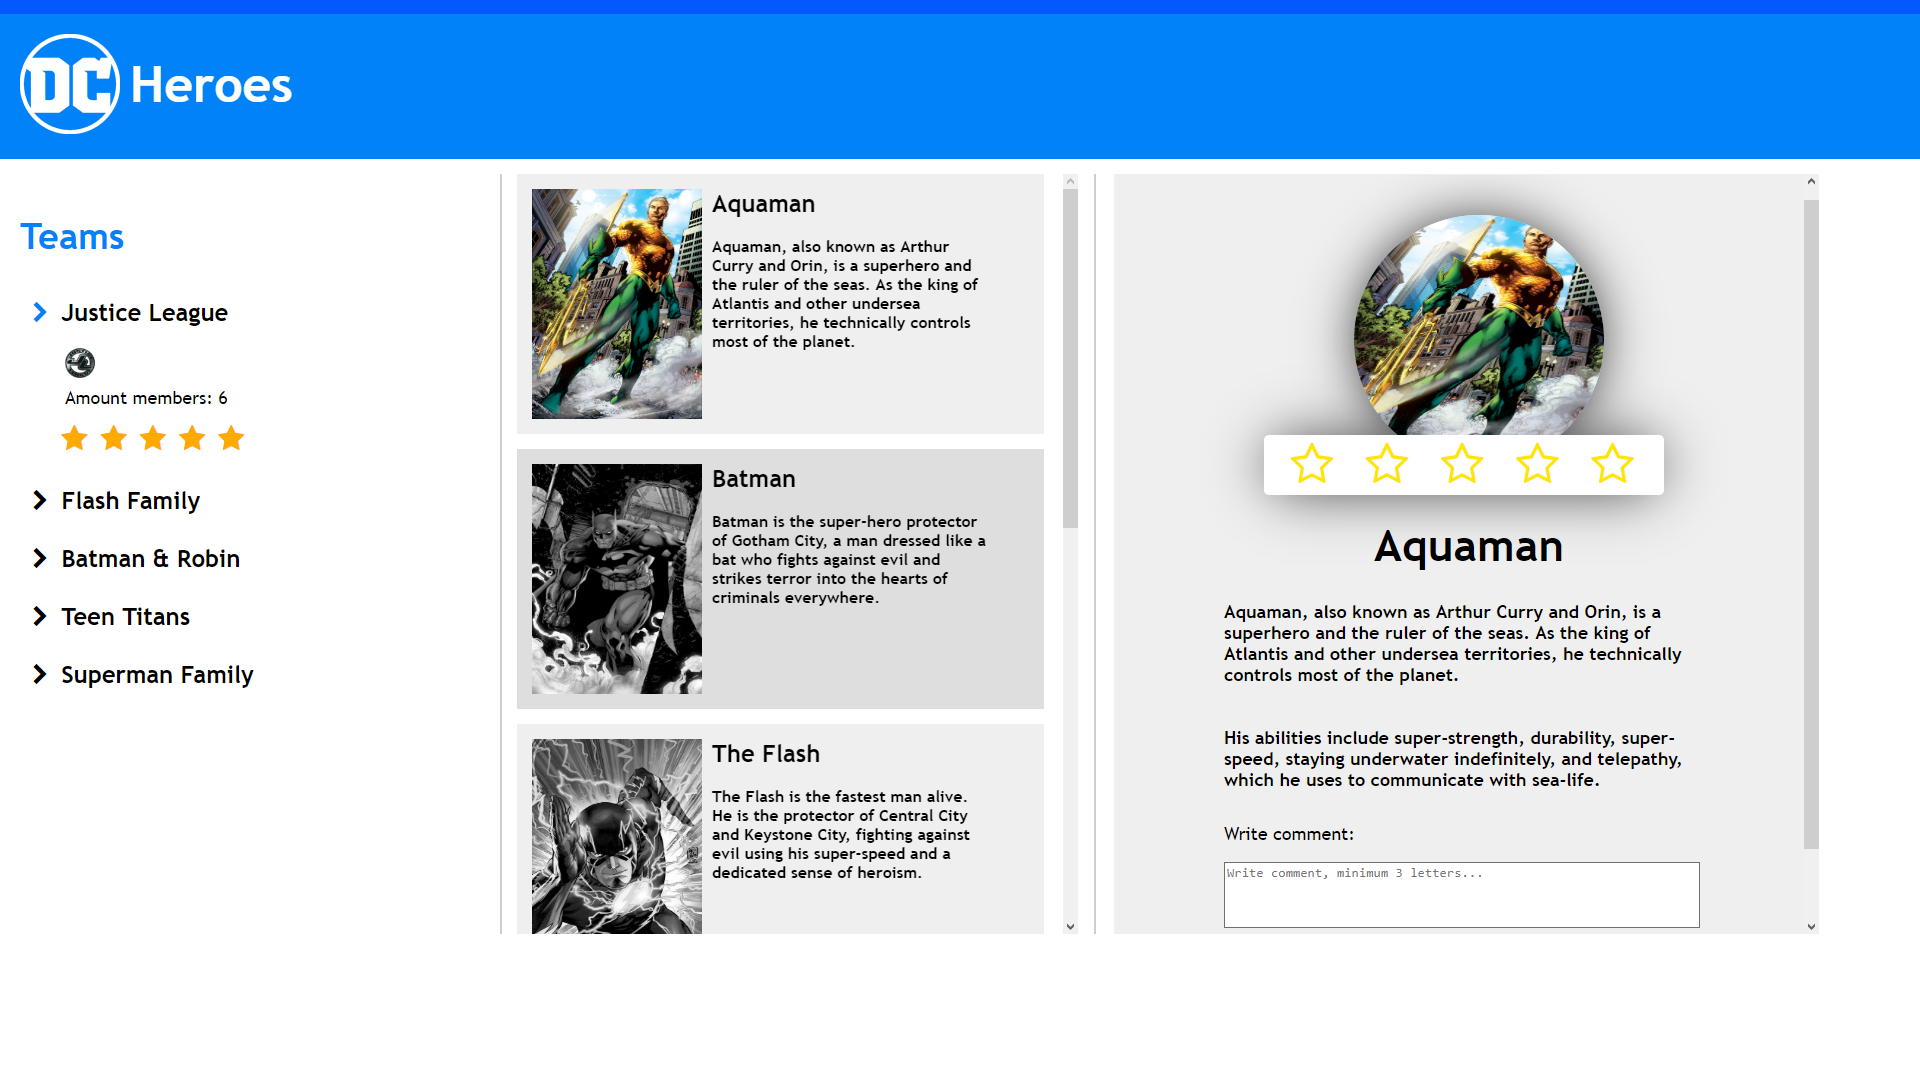 DC Heroes
Teams
Justice League
Amount members: 6
Flash Family
Batman & Robin
Teen Titans
Superman Family
Aquaman
Aquaman, also known as Arthur
Curry and Orin, is a superhero and
the ruler of the seas. As the king of
Atlantis and other undersea
territories, he technically controls
most of the planet.
Batman
Batman is the super-hero protector
of Gotham City, a man dressed like a
bat who fights against evil and
strikes terror into the hearts of
criminals everywhere.
The Flash
The Flash is the fastest man alive.
He is the protector of Central City
and Keystone City, fighting against
evil using his super-speed and a
dedicated sense of heroism.
Aquaman
Aquaman, also known as Arthur Curry and Orin, is a
superhero and the ruler of the seas. As the king of
Atlantis and other undersea territories, he technically
controls most of the planet.
His abilities include super-strength, durability, super-
speed, staying underwater indefinitely, and telepathy,
which he uses to communicate with sea-life.
Write comment:
Write comment, minimum 3 letters...